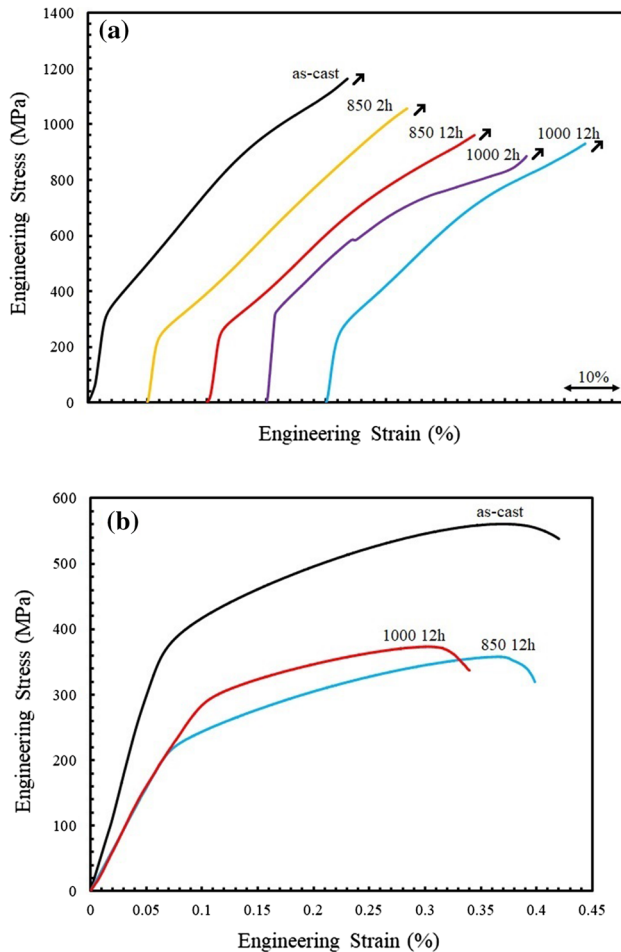 (a)
1400
1200
1000
800
600
400
200
0
Engineering Stress (MPa)
as-cast
850 2h
850 12h
1000 2h
1000 12h
10%
Engineering Strain (%)
(b)
600
500
400
300
200
100
0
Engineering Stress (MPa)
as-cast
1000 12h
850 12h
0 0.05 0.1 0.15 0.2 0.25 0.3 0.35 0.4 0.45
Engineering Strain (%)